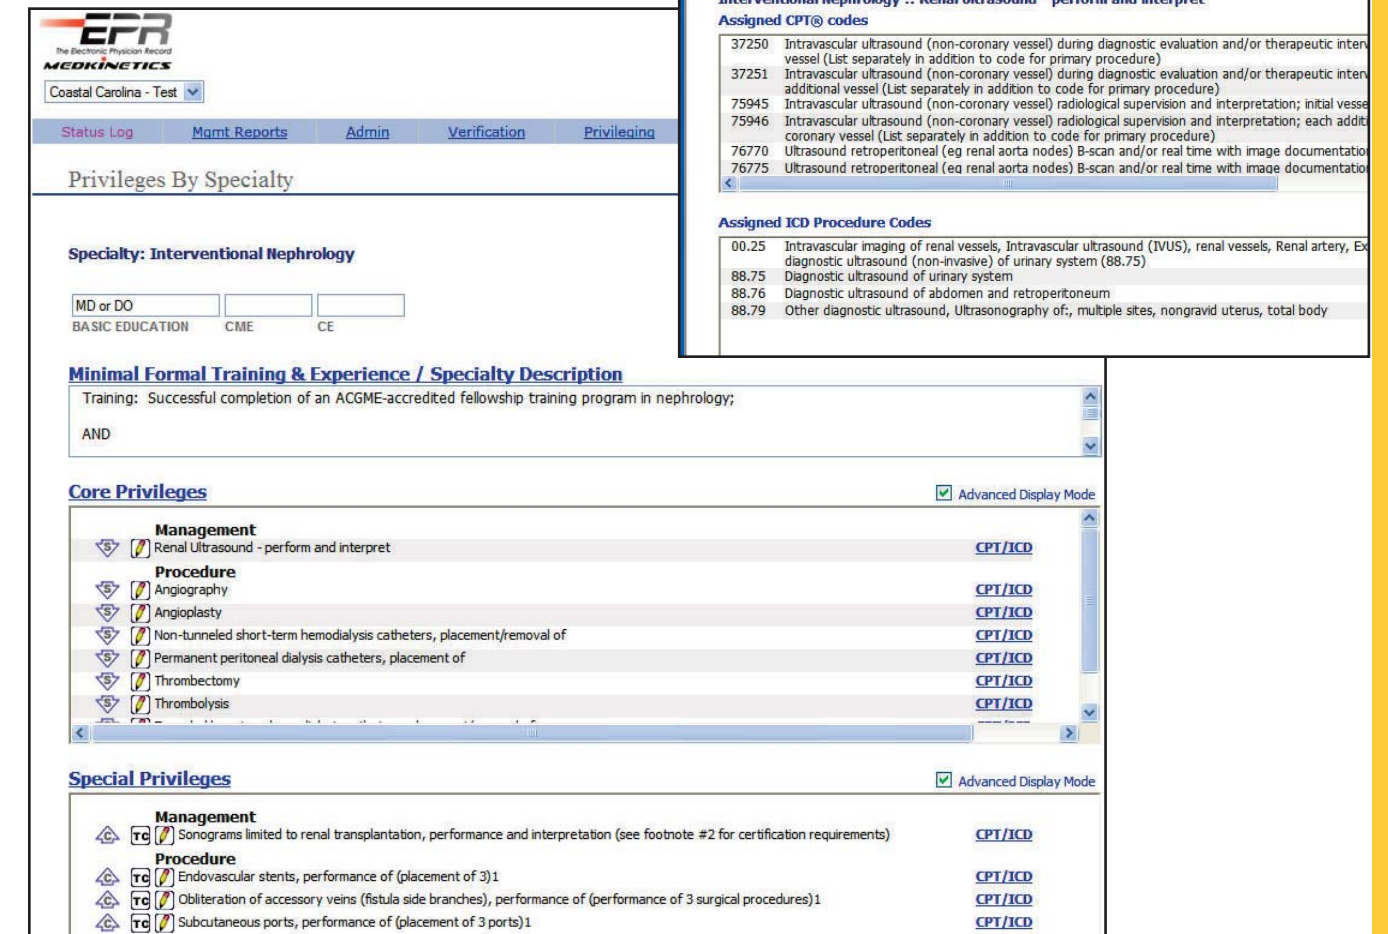 EPR
The Electronic Physician Record
MEDKINETICS
Coastal Carolina - Test
Status Log Mgmt Reports Admin Verification Privileging
Privileges By Specialty
Specialty: Interventional Nephrology
MD or DO
BASIC EDUCATION CME CE
Interventional Nephrology :: Renal Ultrasound - perform and interpret
Assigned CPT® codes
37250 Intravascular ultrasound (non-coronary vessel) during diagnostic evaluation and/or therapeutic
vessel (List separately in addition to code for primary procedure)
37251 Intravascular ultrasound (non-coronary vessel) during diagnostic evaluation and/or therapeutic
additional vessel (List separately in addition to code for primary procedure)
75945 Intravascular ultrasound (non-coronary vessel) radiological supervision and interpretation; initial
75946 Intravascular ultrasound (non-coronary vessel) radiological supervision and interpretation; each
coronary vessel (List separately in addition to code for primary procedure)
76770 Ultrasound retroperitoneal (eg renal aorta nodes) B-scan and/or real time with image
76775 Ultrasound retroperitoneal (eg renal aorta nodes) B-scan and/or real time with image
Assigned ICD Procedure Codes
00.25 Intravascular imaging of renal vessels, Intravascular ultrasound (IVUS), renal vessels, Renal artery,
diagnostic ultrasound (non-invasive) of urinary system (88.75)
88.75 Diagnostic ultrasound of urinary system
88.76 Diagnostic ultrasound of abdomen and retroperitoneum
88.79 Other diagnostic ultrasound, Ultrasonography of:, multiple sites, nongravid uterus, total body
Minimal Formal Training & Experience / Specialty Description
Training: Successful completion of an ACGME-accredited fellowship training program in nephrology;
AND
Core Privileges Advanced Display Mode
Management
S Renal Ultrasound - perform and interpret CPT/ICD
Procedure
S Angiography CPT/ICD
S Angioplasty CPT/ICD
S Non-tunneled short-term hemodialysis catheters, placement/removal of CPT/ICD
S Permanent peritoneal dialysis catheters, placement of CPT/ICD
S Thrombectomy CPT/ICD
S Thrombolysis CPT/ICD
Special Privileges Advanced Display Mode
Management
C TC Sonograms limited to renal transplantation, performance and interpretation (see footnote #2 for certification requirements) CPT/ICD
Procedure
C TC Endovascular stents, performance of (placement of 3)1 CPT/ICD
C TC Obliteration of accessory veins (fistula side branches), performance of (performance of 3 surgical procedures)1 CPT/ICD
C TC Subcutaneous ports, performance of (placement of 3 ports)1 CPT/ICD